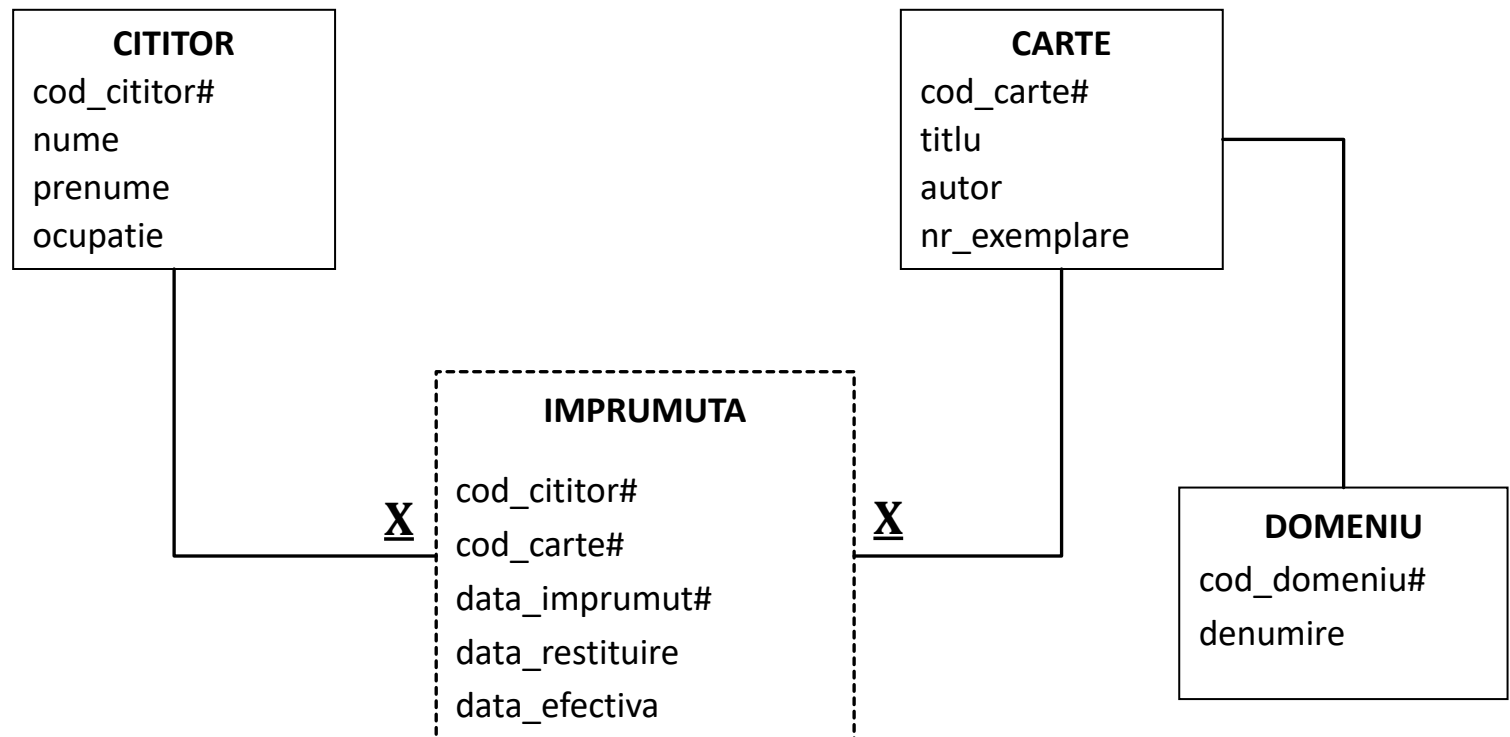 CITITOR
cod_cititor#
nume
prenume
ocupatie
CARTE
cod_carte#
titlu
autor
nr_exemplare
IMPRUMUTA
cod_cititor#
cod_carte#
data_imprumut#
data_restituire
data_efectiva
X
X
DOMENIU
cod_domeniu#
denumire